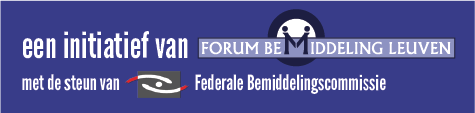 een initiatief van FORUM BEMIDDELING LEUVEN
met de steun van Federale Bemiddelingscommissie